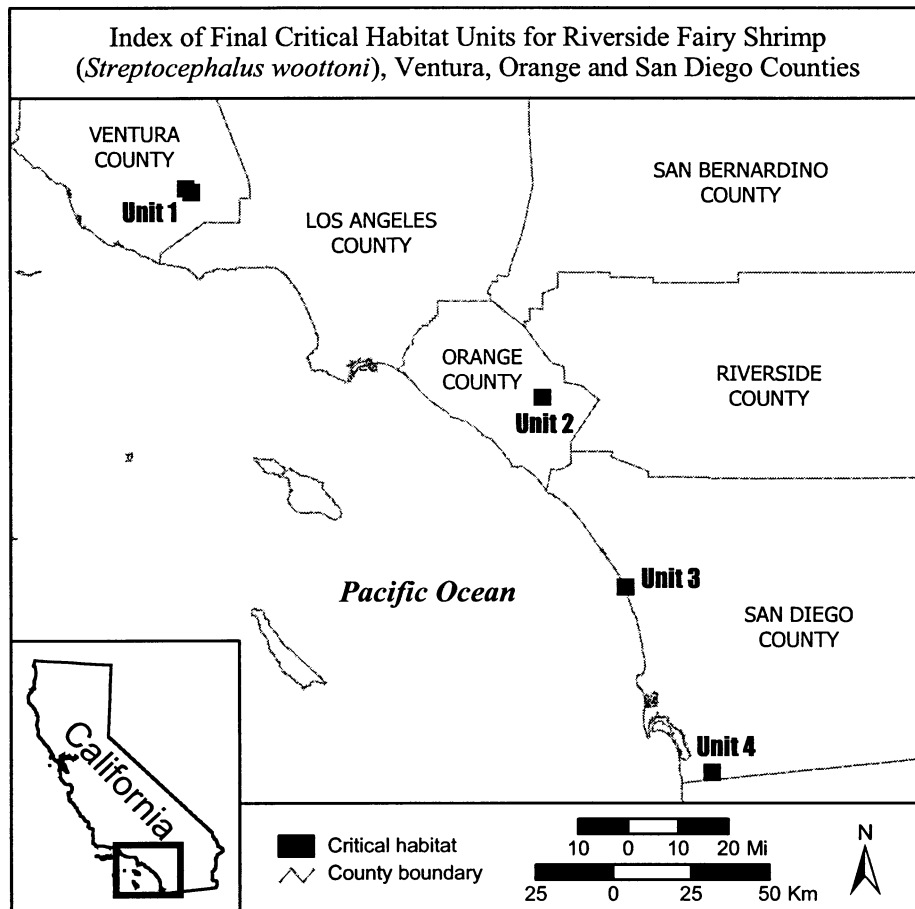 Index of Final Critical Habitat Units for Riverside Fairy Shrimp
(Streptocephalus woottoni), Ventura, Orange and San Diego Counties
VENTURA
COUNTY
Unit 1
LOS ANGELES
COUNTY
SAN BERNARDINO
COUNTY
ORANGE
COUNTY
Unit 2
RIVERSIDE
COUNTY
Pacific Ocean
Unit 3
SAN DIEGO
COUNTY
Unit 4
California
Critical habitat
County boundary
10 0 10 20 Mi
25 0 25 50 Km
N